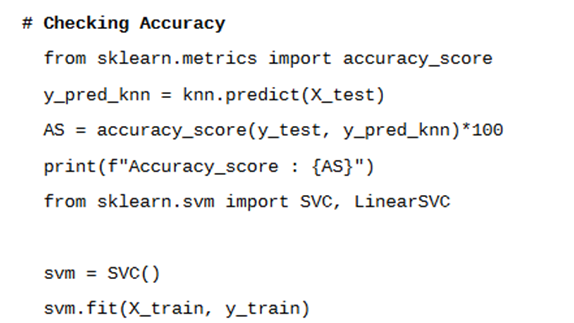 # Checking Accuracy
from sklearn.metrics import accuracy_score
y_pred_knn = knn.predict(X_test)
AS = accuracy_score(y_test, y_pred_knn)*100
print(f"Accuracy_score : {AS}")
from sklearn.svm import SVC, LinearSVC
svm = SVC()
svm.fit(X_train, y_train)